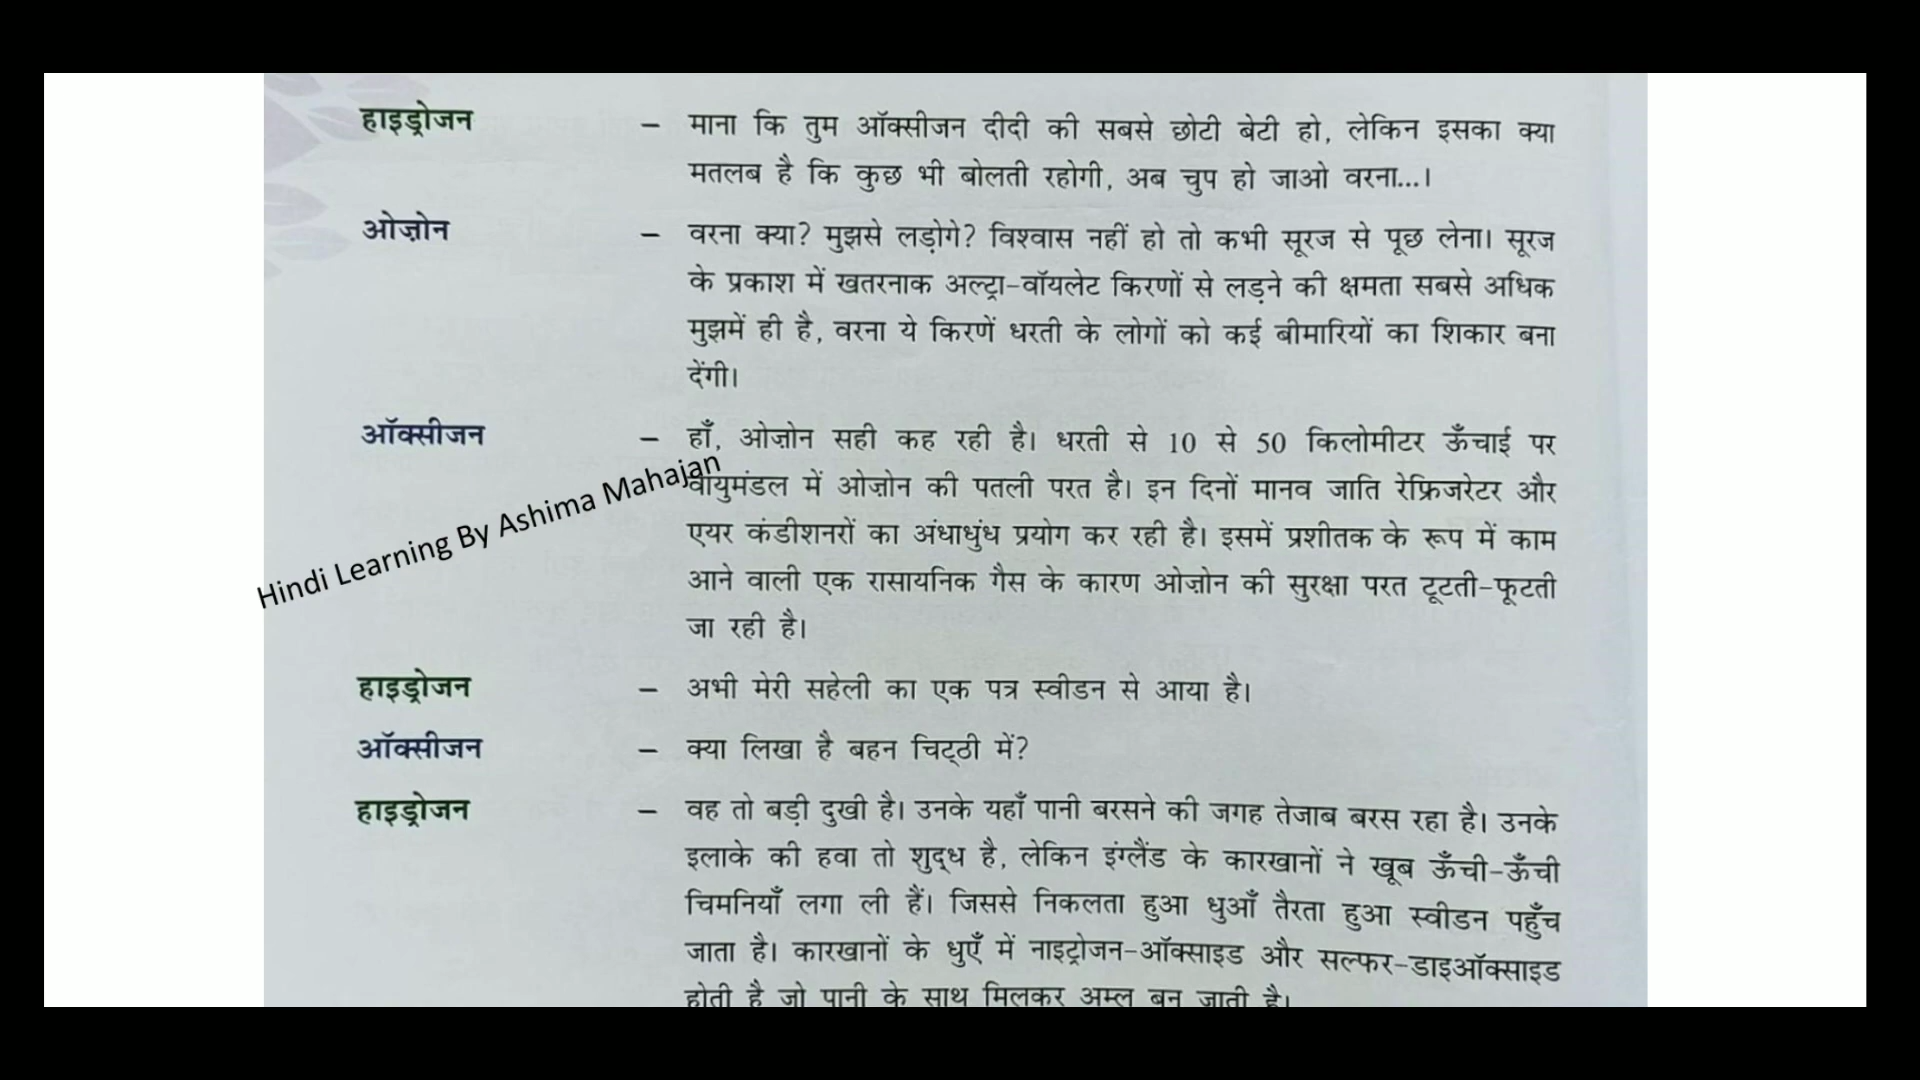 हाइड्रोजन – माना कि तुम ऑक्सीजन दीदी की सबसे छोटी बेटी हो, लेकिन इसका क्या
मतलब है कि कुछ भी बोलती रहोगी, अब चुप हो जाओ वरना...।
ओज़ोन – वरना क्या? मुझसे लड़ोगे? विश्वास नहीं हो तो कभी सूरज से पूछ लेना। सूरज
के प्रकाश में खतरनाक अल्ट्रा-वॉयलेट किरणों से लड़ने की क्षमता सबसे अधिक
मुझमें ही है, वरना ये किरणें धरती के लोगों को कई बीमारियों का शिकार बना
देंगी।
ऑक्सीजन – हाँ, ओज़ोन सही कह रही है। धरती से 10 से 50 किलोमीटर ऊँचाई पर
वायुमंडल में ओज़ोन की पतली परत है। इन दिनों मानव जाति रेफ्रिजरेटर और
एयर कंडीशनरों का अंधाधुंध प्रयोग कर रही है। इसमें प्रशीतक के रूप में काम
आने वाली एक रासायनिक गैस के कारण ओज़ोन की सुरक्षा परत टूटती-फूटती
जा रही है।
Hindi Learning By Ashima Mahajan
हाइड्रोजन – अभी मेरी सहेली का एक पत्र स्वीडन से आया है।
ऑक्सीजन – क्या लिखा है बहन चिट्ठी में?
हाइड्रोजन – वह तो बड़ी दुखी है। उनके यहाँ पानी बरसने की जगह तेजाब बरस रहा है। उनके
इलाके की हवा तो शुद्ध है, लेकिन इंग्लैंड के कारखानों ने खूब ऊँची-ऊँची
चिमनियाँ लगा ली हैं। जिससे निकलता हुआ धुआँ तैरता हुआ स्वीडन पहुँच
जाता है। कारखानों के धुएँ में नाइट्रोजन-ऑक्साइड और सल्फर-डाइऑक्साइड
होती है जो पानी के साथ मिलकर अम्ल बन जाती है।